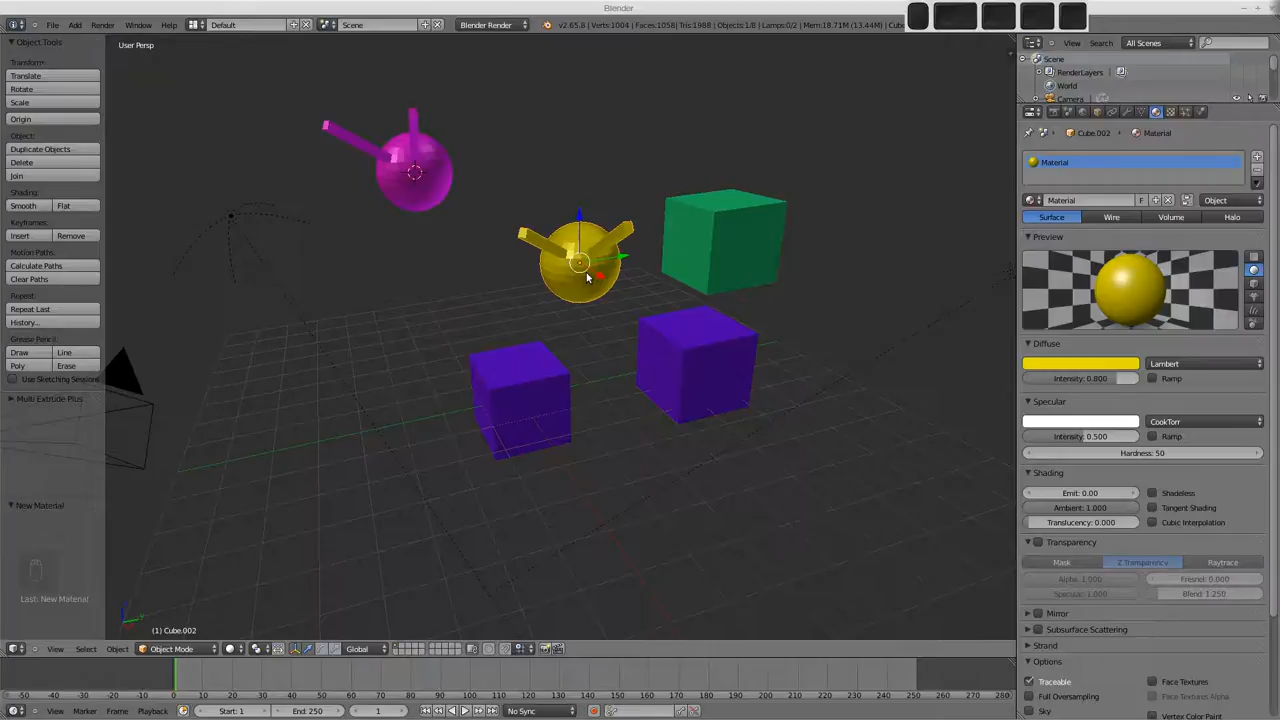 Blender
File Add Render Window Help Default Scene Blender Render v2.65.8 | Verts:1004 | Faces:1058 | Tris:1988 | Objects:1/8 | Lamps:0/2 | Mem:18.71M (13.44M) | Cube
Object Tools
Transform:
Translate
Rotate
Scale
Origin
Object:
Duplicate Objects
Delete
Join
Shading:
Smooth Flat
Keyframes:
Insert Remove
Motion Paths:
Calculate Paths
Clear Paths
Repeat:
Repeat Last
History...
Grease Pencil:
Draw Line
Poly Erase
Use Sketching Sessions
Multi Extrude Plus
New Material
Last: New Material
User Persp
(1) Cube.002
View Select Object Object Mode Global
-50 -40 -30 -20 -10 0 10 20 30 40 50 60 70 80 90 100 110 120 130 140 150 160 170 180 190 200 210 220 230 240 250 260 270 280
View Marker Frame Playback Start: 1 End: 250 1 No Sync
View Search All Scenes
Scene
RenderLayers
World
Camera
Cube.002 Material
Material
Material F Object
Surface Wire Volume Halo
Preview
Diffuse
Lambert
Intensity: 0.800 Ramp
Specular
CookTorr
Intensity: 0.500 Ramp
Hardness: 50
Shading
Emit: 0.00 Shadeless
Ambient: 1.000 Tangent Shading
Translucency: 0.000 Cubic Interpolation
Transparency
Mask Z Transparency Raytrace
Alpha: 1.000 Fresnel: 0.000
Specular: 1.000 Blend: 1.250
Mirror
Subsurface Scattering
Strand
Options
Traceable Face Textures
Full Oversampling Face Textures Alpha
Sky Vertex Color Paint